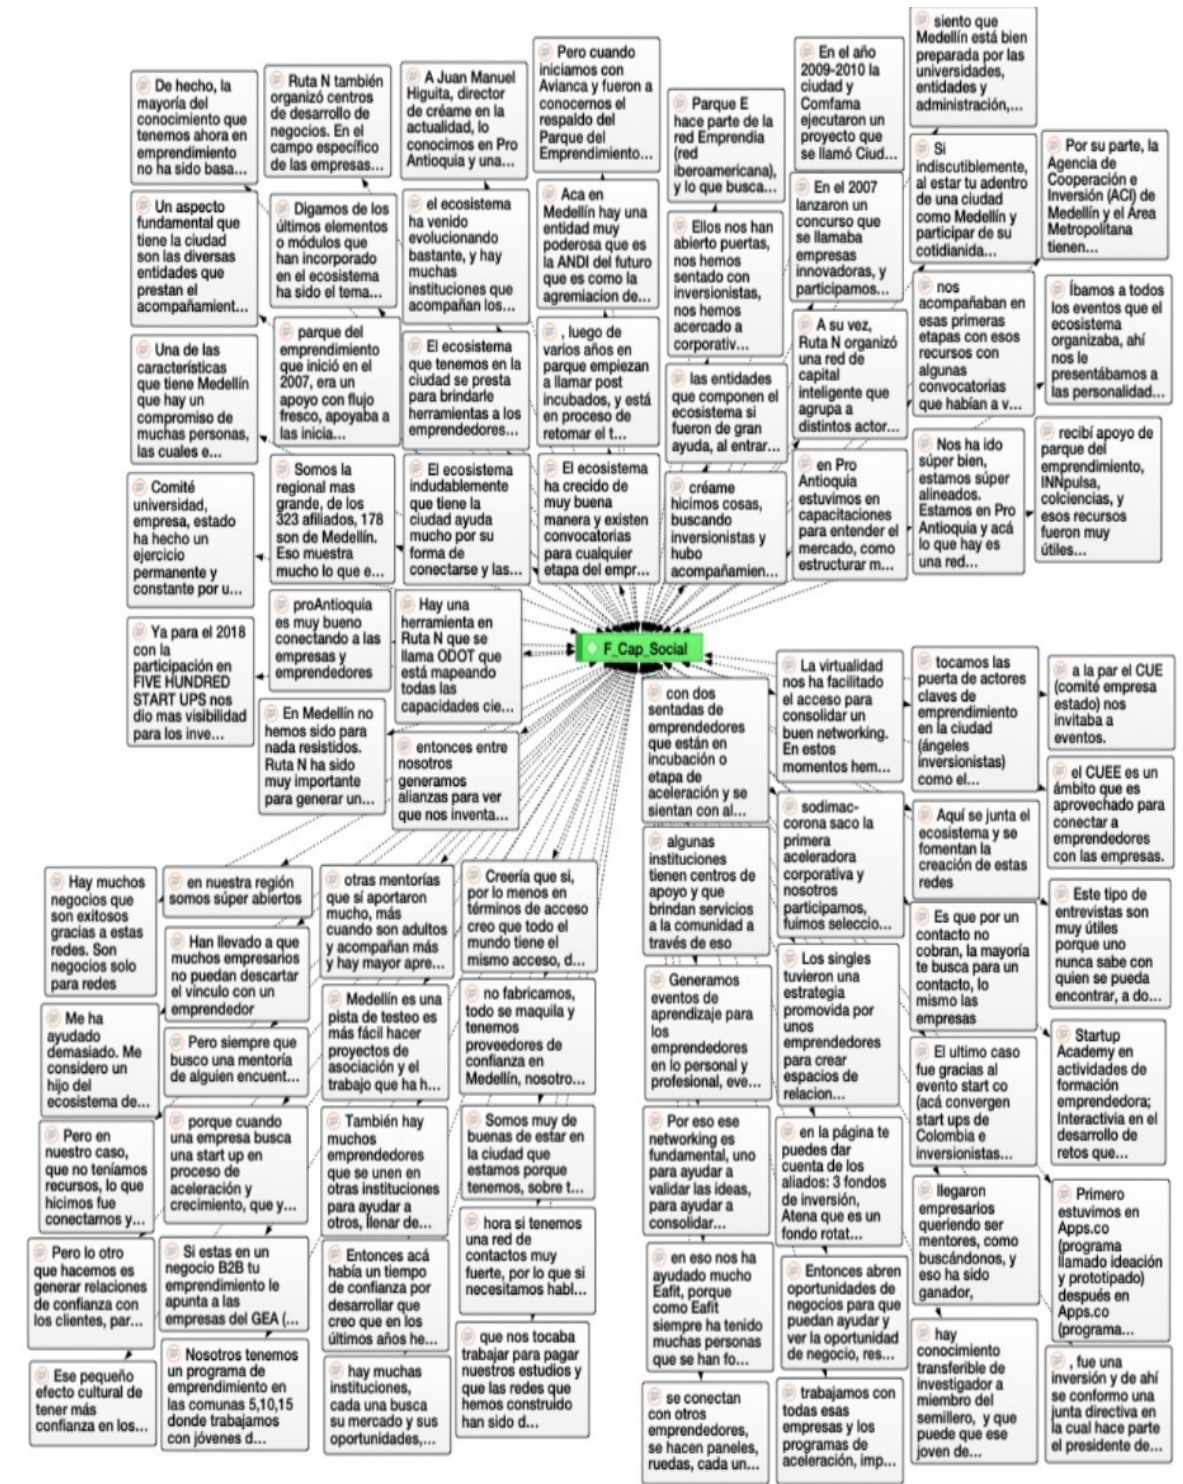 De hecho, la
mayoría del
conocimiento que
tenemos ahora en
emprendimiento
no ha sido basa...
Ruta N también
organizó centros
de desarrollo de
negocios. En el
campo específico
de las empresas...
A Juan Manuel
Higuita, director
de créame en la
actualidad, lo
conocimos en Pro
Antioquia y una...
Pero cuando
iniciamos con
Avianca y fueron a
conocernos el
respaldo del
Parque del
Emprendimiento...
Parque E
hace parte de la
red Emprendia
(red
iberoamericana),
y lo que busca...
En el año
2009-2010 la
ciudad y
Comfama
ejecutaron un
proyecto que
se llamó Ciud...
siento que
Medellín está bien
preparada por las
universidades,
entidades y
administración,...
Un aspecto
fundamental que
tiene la ciudad
son las diversas
entidades que
prestan el
acompañamient...
Digamos de los
últimos elementos
o módulos que
han incorporado
en el ecosistema
ha sido el tema...
el ecosistema
ha venido
evolucionando
bastante, y hay
muchas
instituciones que
acompañan los...
Aca en
Medellín hay una
entidad muy
poderosa que es
la ANDI del futuro
que es como la
agremiacion de...
Ellos nos han
abierto puertas,
nos hemos
sentado con
inversionistas,
nos hemos
acercado a
corporativ...
En el 2007
lanzaron un
concurso que
se llamaba
empresas
innovadoras, y
participamos...
Si
indiscutiblemente,
al estar tu adentro
de una ciudad
como Medellín y
participar de su
cotidianida...
Por su parte, la
Agencia de
Cooperación e
Inversión (ACI) de
Medellín y el Área
Metropolitana
tienen...
Una de las
características
que tiene Medellín
que hay un
compromiso de
muchas personas,
las cuales e...
parque del
emprendimiento
que inició en el
2007, era un
apoyo con flujo
fresco, apoyaba a
las inicia...
El ecosistema
que tenemos en la
ciudad se presta
para brindarle
herramientas a los
emprendedores...
, luego de
varios años en
parque empiezan
a llamar post
incubados, y está
en proceso de
retomar el t...
las entidades
que componen el
ecosistema si
fueron de gran
ayuda, al entrar...
A su vez,
Ruta N organizó
una red de
capital
inteligente que
agrupa a
distintos actor...
nos
acompañaban en
esas primeras
etapas con esos
recursos con
algunas
convocatorias
que habían a v...
Íbamos a todos
los eventos que el
ecosistema
organizaba, ahí
nos le
presentábamos a
las personalidad...
Comité
universidad,
empresa, estado
ha hecho un
ejercicio
permanente y
constante por u...
Somos la
regional mas
grande, de los
323 afiliados, 178
son de Medellín.
Eso muestra
mucho lo que e...
El ecosistema
indudablemente
que tiene la
ciudad ayuda
mucho por su
forma de
conectarse y las...
El ecosistema
ha crecido de
muy buena
manera y existen
convocatorias
para cualquier
etapa del empr...
créame
hicimos cosas,
buscando
inversionistas y
hubo
acompañamien...
en Pro
Antioquia
estuvimos en
capacitaciones
para entender el
mercado, como
estructurar m...
Nos ha ido
súper bien,
estamos súper
alineados.
Estamos en Pro
Antioquia y acá
lo que hay es
una red...
recibí apoyo de
parque del
emprendimiento,
INNpulsa,
colciencias, y
esos recursos
fueron muy
útiles...
Ya para el 2018
con la
participación en
FIVE HUNDRED
START UPS nos
dio mas visibilidad
para los inve...
proAntioquia
es muy bueno
conectando a las
empresas y
emprendedores
Hay una
herramienta en
Ruta N que se
llama ODOT que
está mapeando
todas las
capacidades cie...
F_Cap_Social
En Medellín no
hemos sido para
nada resistidos.
Ruta N ha sido
muy importante
para generar un...
entonces entre
nosotros
generamos
alianzas para ver
que nos inventa...
con dos
sentadas de
emprendedores
que están en
incubación o
etapa de
aceleración y se
sientan con al...
La virtualidad
nos ha facilitado
el acceso para
consolidar un
buen networking.
En estos
momentos hem...
tocamos las
puerta de actores
claves de
emprendimiento
en la ciudad
(ángeles
inversionistas)
como el...
a la par el CUE
(comité empresa
estado) nos
invitaba a
eventos.
algunas
instituciones
tienen centros de
apoyo y que
brindan servicios
a la comunidad a
través de eso
sodimac-
corona saco la
primera
aceleradora
corporativa y
nosotros
participamos,
fuimos seleccio...
Aquí se junta el
ecosistema y se
fomentan la
creación de estas
redes
el CUEE es un
ámbito que es
aprovechado para
conectar a
emprendedores
con las empresas.
Hay muchos
negocios que
son exitosos
gracias a estas
redes. Son
negocios solo
para redes
en nuestra región
somos súper abiertos
otras mentorías
que sí aportaron
mucho, más
cuando son adultos
y acompañan más
y hay mayor apre...
Creería que si,
por lo menos en
términos de acceso
creo que todo el
mundo tiene el
mismo acceso, d...
Han llevado a que
muchos empresarios
no puedan descartar
el vínculo con un
emprendedor
Generamos
eventos de
aprendizaje para
los
emprendedores
en lo personal y
profesional, eve...
Los singles
tuvieron una
estrategia
promovida por
unos
emprendedores
para crear
espacios de
relacion...
Es que por un
contacto no
cobran, la mayoría
te busca para un
contacto, lo
mismo las
empresas
Este tipo de
entrevistas son
muy útiles
porque uno
nunca sabe con
quien se pueda
encontrar, a do...
Me ha
ayudado
demasiado. Me
considero un
hijo del
ecosistema de...
Pero siempre que
busco una mentoría
de alguien encuent...
Medellín es una
pista de testeo es
más fácil hacer
proyectos de
asociación y el
trabajo que ha h...
no fabricamos,
todo se maquila y
tenemos
proveedores de
confianza en
Medellín, nosotro...
El ultimo caso
fue gracias al
evento start co
(acá convergen
start ups de
Colombia e
inversionistas...
Startup
Academy en
actividades de
formación
emprendedora;
Interactivia en el
desarrollo de
retos que...
Pero en
nuestro caso,
que no teníamos
recursos, lo que
hicimos fue
conectarnos y...
porque cuando
una empresa busca
una start up en
proceso de
aceleración y
crecimiento, que y...
También hay
muchos
emprendedores
que se unen en
otras instituciones
para ayudar a
otros, llenar de...
Somos muy de
buenas de estar en
la ciudad que
estamos porque
tenemos, sobre t...
Por eso ese
networking es
fundamental, uno
para ayudar a
validar las ideas,
para ayudar a
consolidar...
en la página te
puedes dar
cuenta de los
aliados: 3 fondos
de inversión,
Atena que es un
fondo rotat...
llegaron
empresarios
queriendo ser
mentores, como
buscándonos, y
eso ha sido
ganador,
Primero
estuvimos en
Apps.co
(programa
llamado ideación
y prototipado)
después en
Apps.co
(programa...
Pero lo otro
que hacemos es
generar relaciones
de confianza con
los clientes, par...
Si estas en un
negocio B2B tu
emprendimiento le
apunta a las
empresas del GEA (...
Entonces acá
había un tiempo
de confianza por
desarrollar que
creo que en los
últimos años he...
hora si tenemos
una red de
contactos muy
fuerte, por lo que si
necesitamos habl...
en eso nos ha
ayudado mucho
Eafit, porque
como Eafit
siempre ha tenido
muchas personas
que se han fo...
Entonces abren
oportunidades de
negocios para que
puedan ayudar y
ver la oportunidad
de negocio, res...
hay
conocimiento
transferible de
investigador a
miembro del
semillero, y que
puede que ese
joven de...
, fue una
inversión y de ahí
se conformo una
junta directiva en
la cual hace parte
el presidente de...
Ese pequeño
efecto cultural de
tener más
confianza en los...
Nosotros tenemos
un programa de
emprendimiento en
las comunas 5,10,15
donde trabajamos
con jóvenes d...
hay muchas
instituciones,
cada una busca
su mercado y sus
oportunidades,...
que nos tocaba
trabajar para pagar
nuestros estudios y
que las redes que
hemos construido
han sido d...
se conectan
con otros
emprendedores,
se hacen paneles,
ruedas, cada un...
trabajamos con
todas esas
empresas y los
programas de
aceleración, imp...